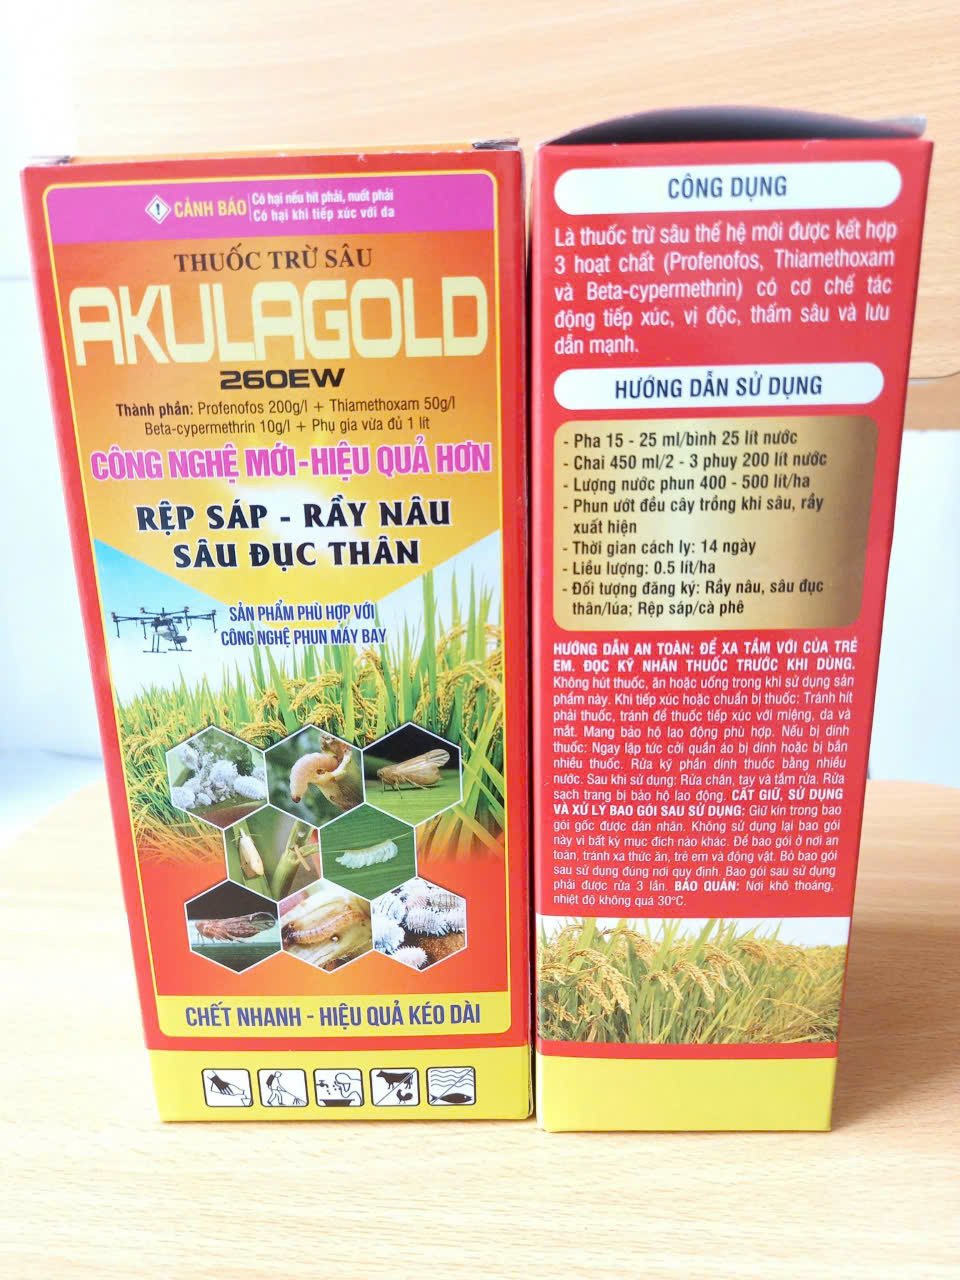 CẢNH BÁO
Có hại nếu hít phải, nuốt phải
Có hại khi tiếp xúc với da
THUỐC TRỪ SÂU
AKULAGOLD
260EW
Thành phần: Profenofos 200g/l + Thiamethoxam 50g/l
Beta-cypermethrin 10g/l + Phụ gia vừa đủ 1 lít
CÔNG NGHỆ MỚI-HIỆU QUẢ HƠN
RỆP SÁP - RẦY NÂU
SÂU ĐỤC THÂN
SẢN PHẨM PHÙ HỢP VỚI
CÔNG NGHỆ PHUN MÁY BAY
CHẾT NHANH - HIỆU QUẢ KÉO DÀI
CÔNG DỤNG
Là thuốc trừ sâu thế hệ mới được kết hợp
3 hoạt chất (Profenofos, Thiamethoxam
và Beta-cypermethrin) có cơ chế tác
động tiếp xúc, vị độc, thấm sâu và lưu
dẫn mạnh.
HƯỚNG DẪN SỬ DỤNG
- Pha 15 - 25 ml/bình 25 lít nước
- Chai 450 ml/2 - 3 phuy 200 lít nước
- Lượng nước phun 400 - 500 lít/ha
- Phun ướt đều cây trồng khi sâu, rầy
xuất hiện
- Thời gian cách ly: 14 ngày
- Liều lượng: 0.5 lít/ha
- Đối tượng đăng ký: Rầy nâu, sâu đục
thân/lúa; Rệp sáp/cà phê
HƯỚNG DẪN AN TOÀN: ĐỂ XA TẦM VỚI CỦA TRẺ
EM. ĐỌC KỸ NHÃN THUỐC TRƯỚC KHI DÙNG.
Không hút thuốc, ăn hoặc uống trong khi sử dụng sản
phẩm này. Khi tiếp xúc hoặc chuẩn bị thuốc: Tránh hít
phải thuốc, tránh để thuốc tiếp xúc với miệng, da và
mắt. Mang bảo hộ lao động phù hợp. Nếu bị dính
thuốc: Ngay lập tức cởi quần áo bị dính hoặc bị bắn
nhiều thuốc. Rửa kỹ phần dính thuốc bằng nhiều
nước. Sau khi sử dụng: Rửa chân, tay và tắm rửa. Rửa
sạch trang bị bảo hộ lao động. CẤT GIỮ, SỬ DỤNG
VÀ XỬ LÝ BAO GÓI SAU SỬ DỤNG: Giữ kín trong bao
gói gốc được dán nhãn. Không sử dụng lại bao gói
này vì bất kỳ mục đích nào khác. Để bao gói ở nơi an
toàn, tránh xa thức ăn, trẻ em và động vật. Bỏ bao gói
sau sử dụng đúng nơi quy định. Bao gói sau sử dụng
phải được rửa 3 lần. BẢO QUẢN: Nơi khô thoáng,
nhiệt độ không quá 30°C.